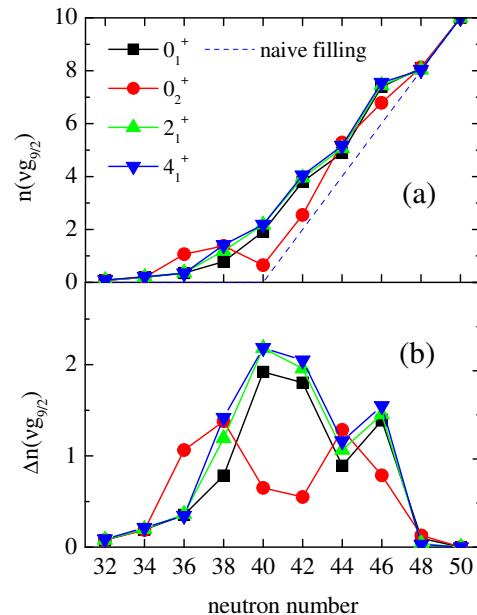 n(νg9/2)
10
8
6
4
2
0
0₁⁺ naive filling
0₂⁺
2₁⁺
4₁⁺
(a)
Δn(νg9/2)
2
1
0
(b)
32 34 36 38 40 42 44 46 48 50
neutron number